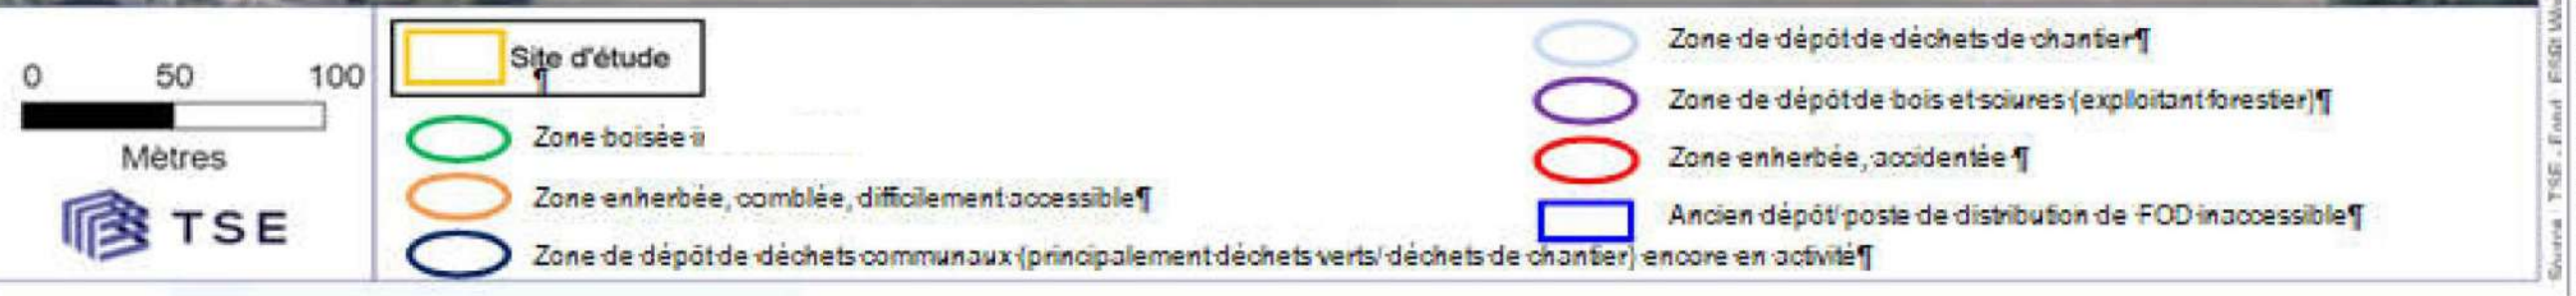 0 50 100
Mètres
TSE
Site d'étude
¶
Zone boisée
Zone enherbée, comblée, difficilement accessible¶
Zone de dépôt de déchets communaux (principalement déchets verts/ déchets de chantier) encore en activité¶
Zone de dépôt de déchets de chantier¶
Zone de dépôt de bois et sciures (exploitant forestier)¶
Zone enherbée, accidentée ¶
Ancien dépôt/poste de distribution de FOD inaccessible¶
TSE . Fond : ESRI